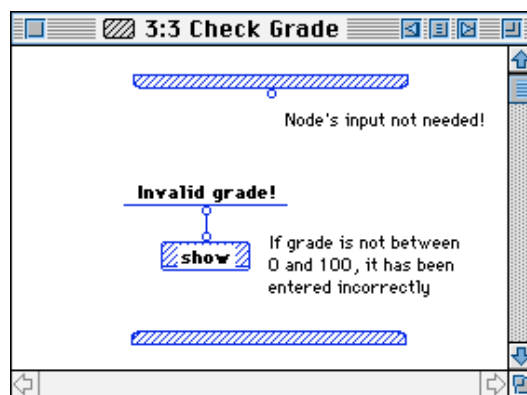 3:3 Check Grade
Node's input not needed!
Invalid grade!
show
If grade is not between
0 and 100, it has been
entered incorrectly